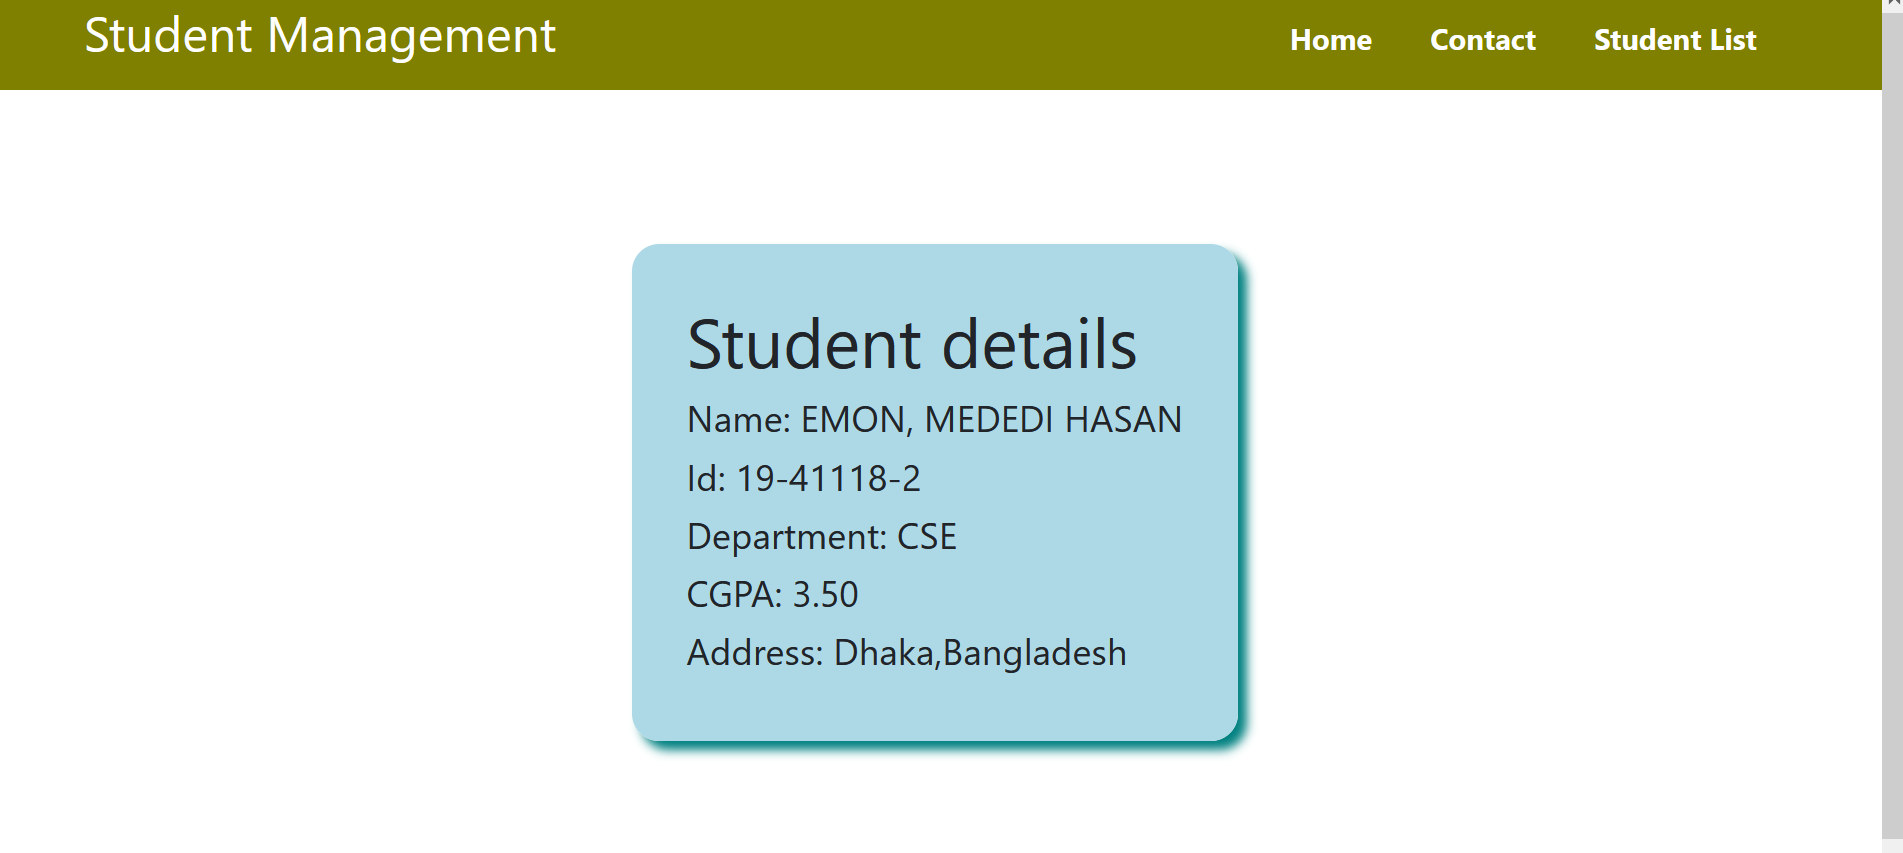 Student Management
Home Contact Student List
Student details
Name: EMON, MEDEDI HASAN
Id: 19-41118-2
Department: CSE
CGPA: 3.50
Address: Dhaka,Bangladesh